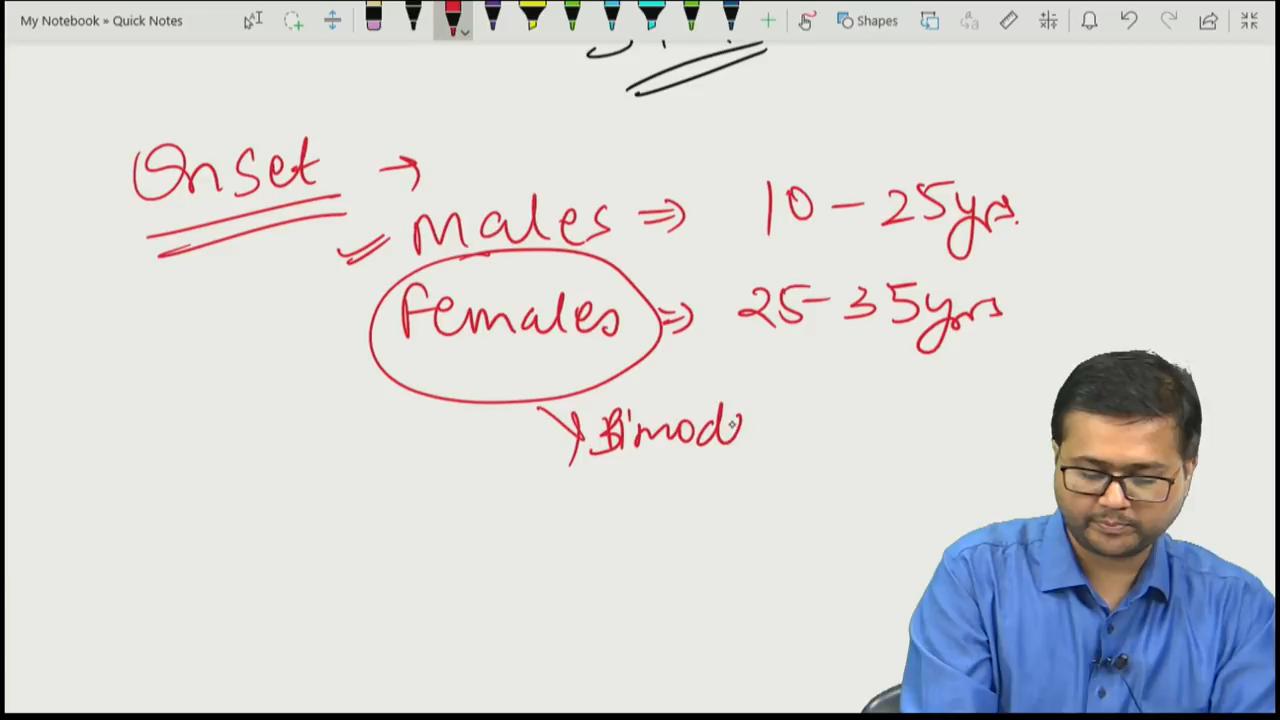 My Notebook » Quick Notes
Shapes
Onset →
males ⇒ 10 - 25yrs.
Females ⇒ 25 - 35yrs
Bimod